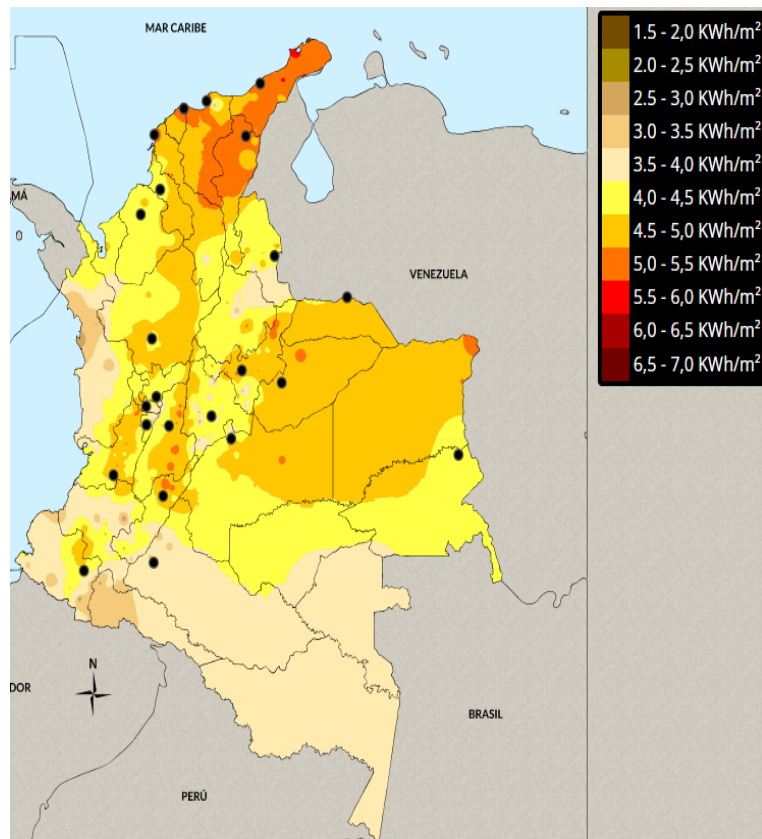 MAR CARIBE
1.5 - 2,0 KWh/m²
2.0 - 2,5 KWh/m²
2.5 - 3,0 KWh/m²
3.0 - 3.5 KWh/m²
3.5 - 4,0 KWh/m²
4,0 - 4,5 KWh/m²
4.5 - 5,0 KWh/m²
5,0 - 5,5 KWh/m²
5.5 - 6,0 KWh/m²
6,0 - 6,5 KWh/m²
6,5 - 7,0 KWh/m²
MÁ
VENEZUELA
N
DOR
BRASIL
PERÚ